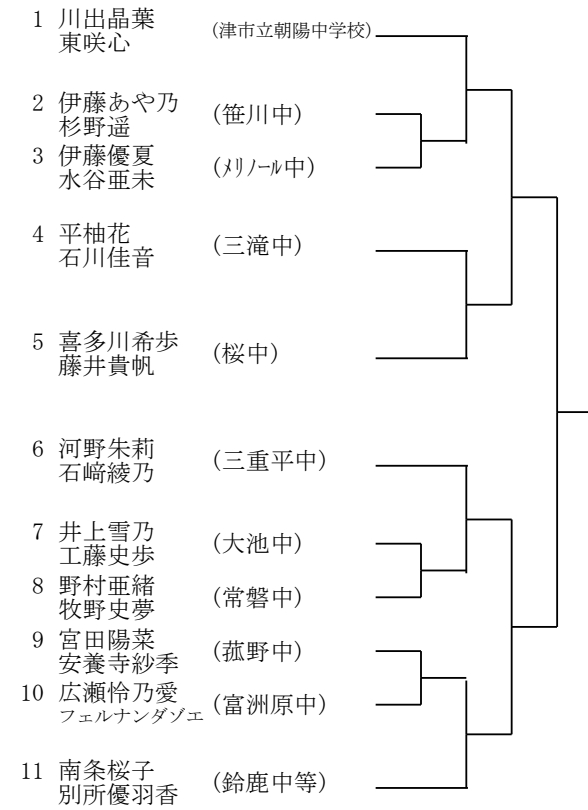 1 川出晶葉 (津市立朝陽中学校)
東咲心
2 伊藤あや乃 (笹川中)
杉野遥
3 伊藤優夏 (ﾒﾘﾉｰﾙ中)
水谷亜未
4 平柚花 (三滝中)
石川佳音
5 喜多川希歩 (桜中)
藤井貴帆
6 河野朱莉 (三重平中)
石﨑綾乃
7 井上雪乃 (大池中)
工藤史歩
8 野村亜緒 (常磐中)
牧野史夢
9 宮田陽菜 (菰野中)
安養寺紗季
10 広瀬怜乃愛 (富洲原中)
フェルナンダゾエ
11 南条桜子 (鈴鹿中等)
別所優羽香